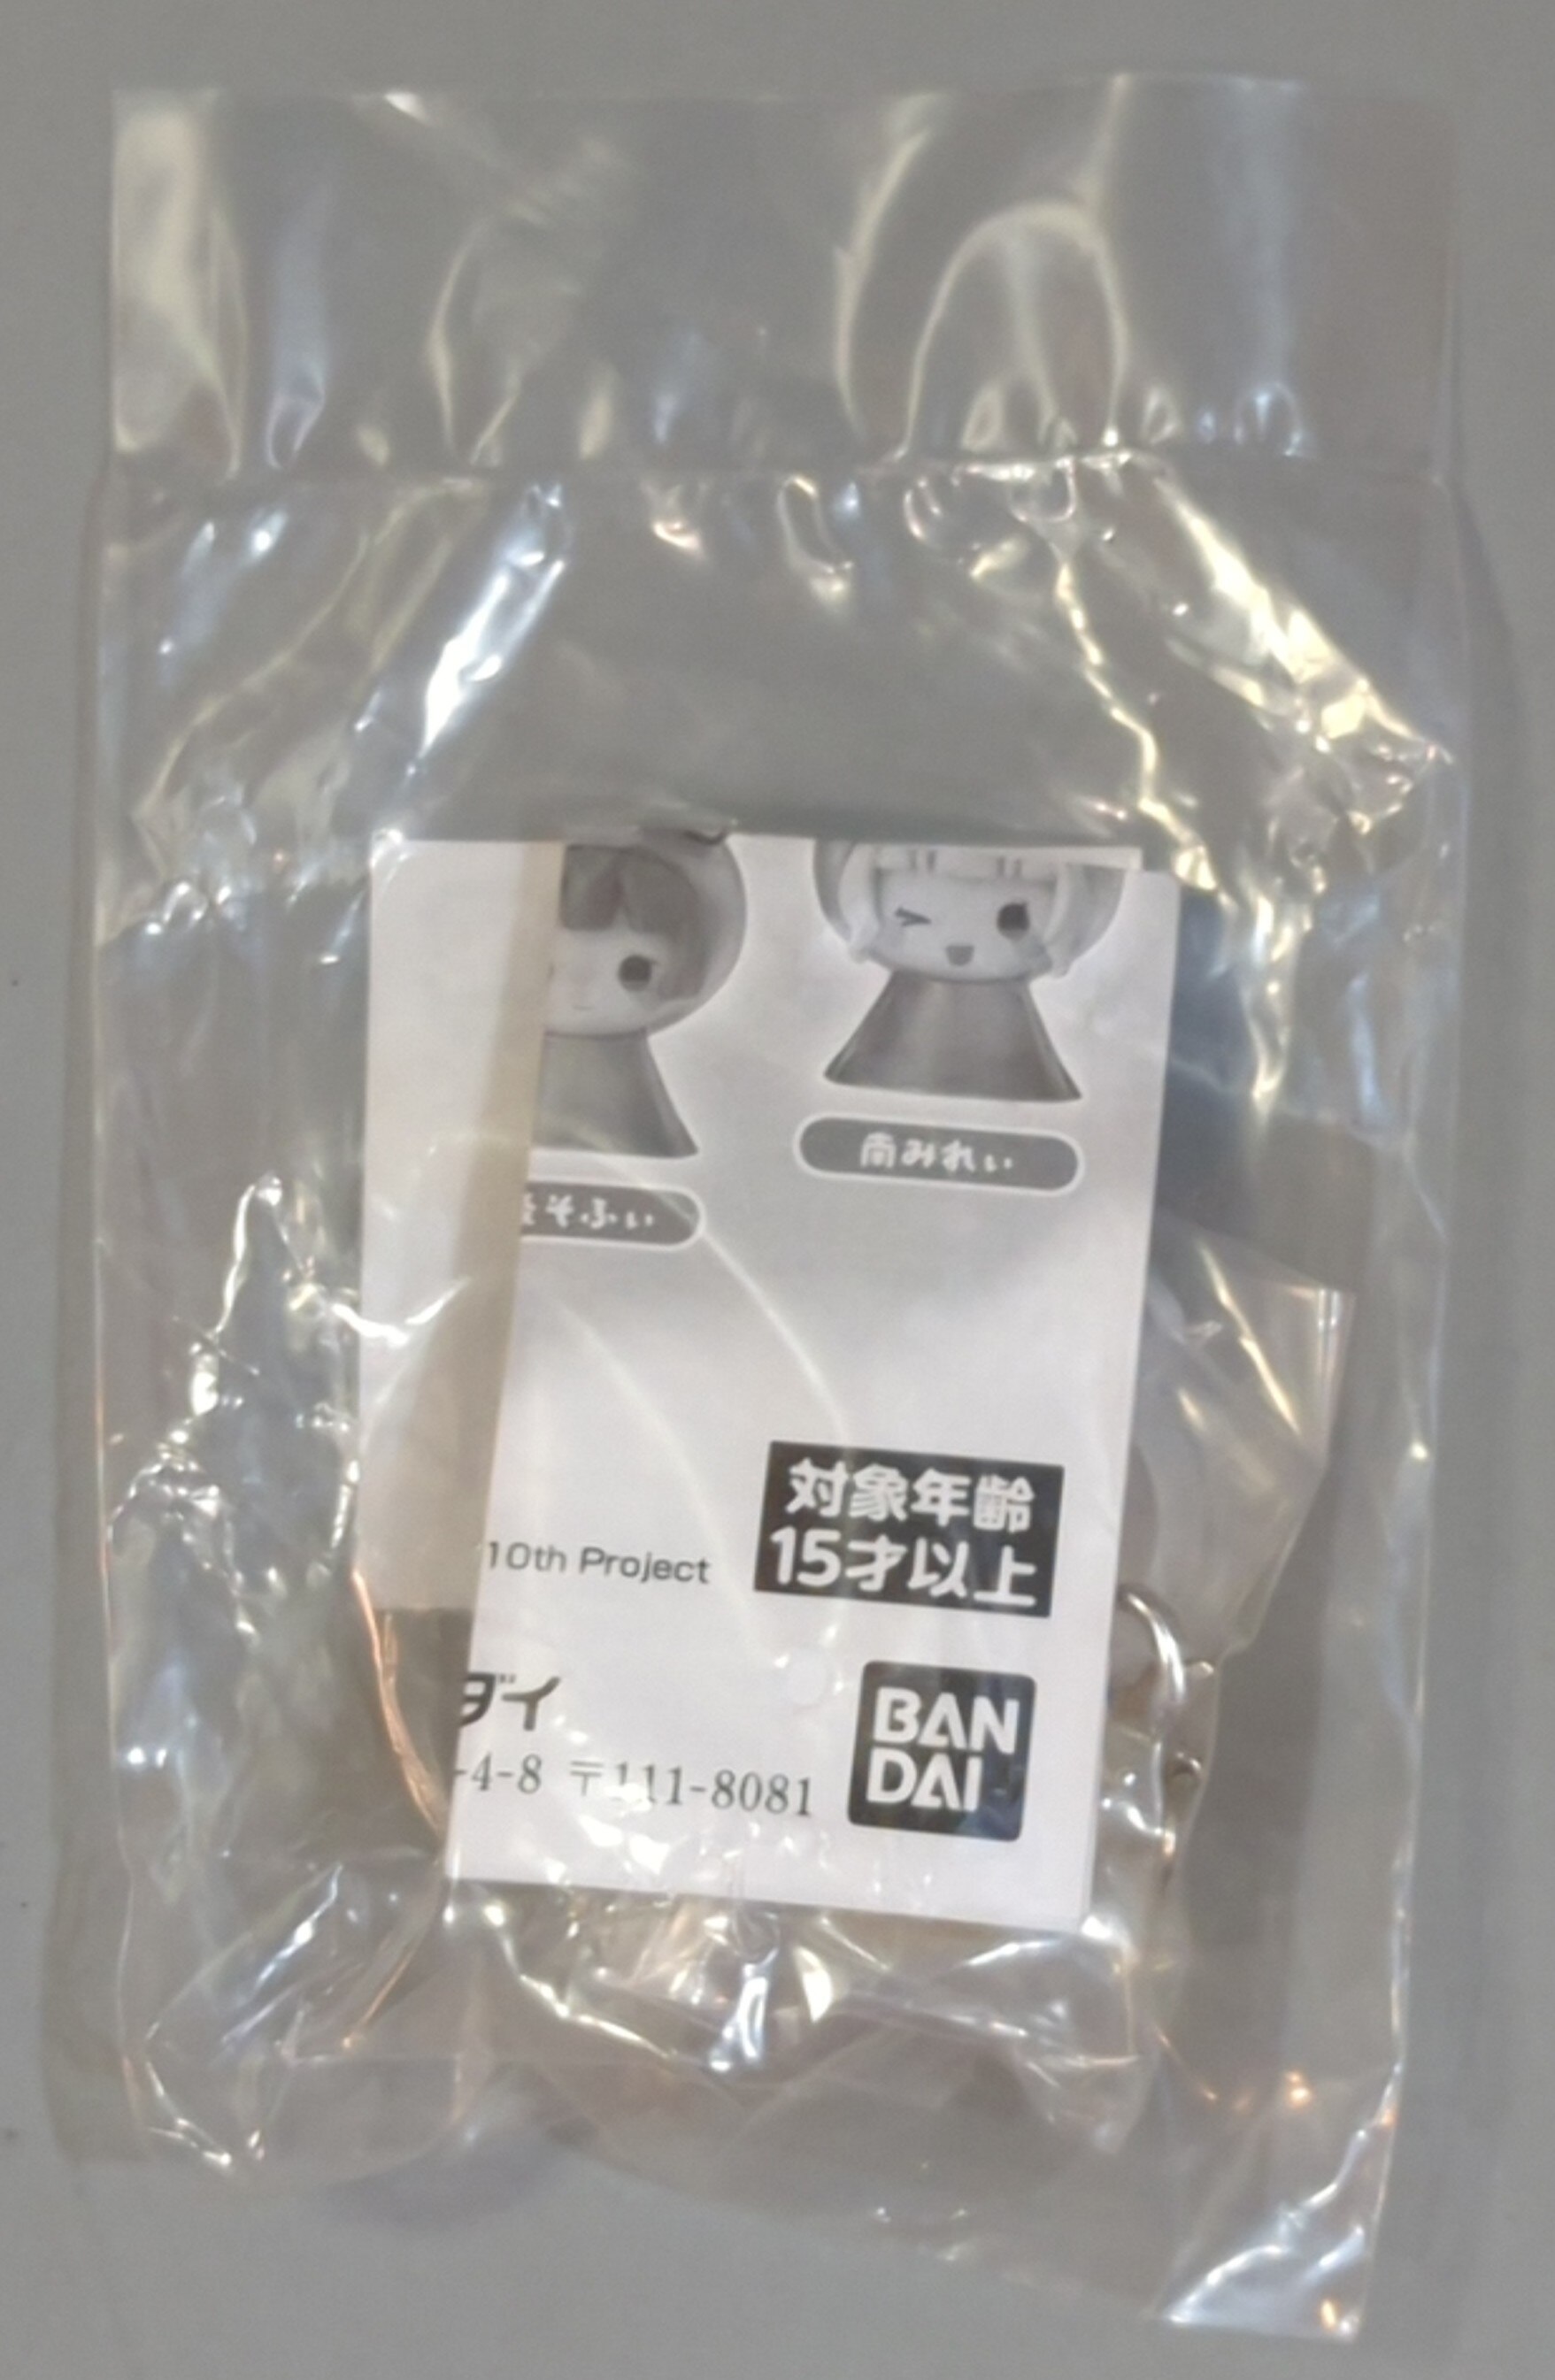 南みれぃ
そふぃ
対象年齢
15才以上
10th Project
ダイ
-4-8 〒111-8081
BAN
DAI